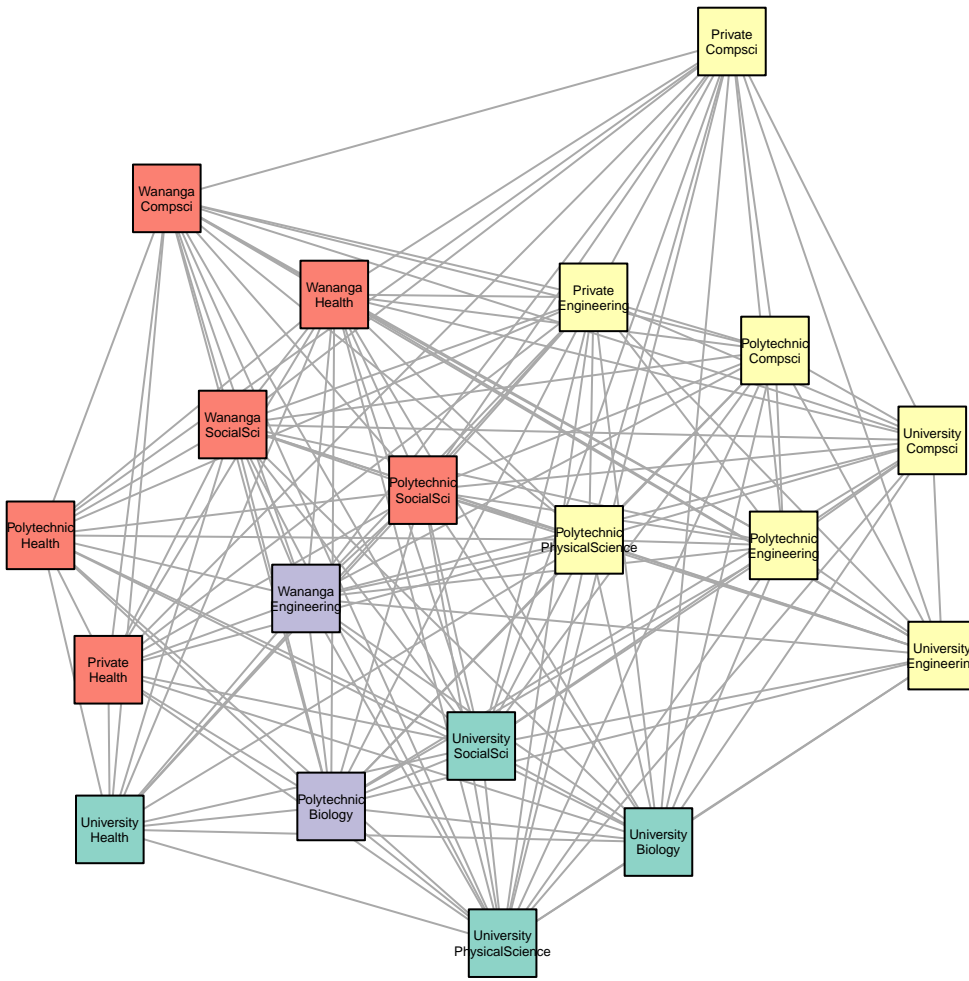 Private
Compsci
Wananga
Compsci
Wananga
Health
Private
Engineering
Polytechnic
Compsci
Wananga
SocialSci
University
Compsci
Polytechnic
SocialSci
Polytechnic
Health
Polytechnic
PhysicalScience
Polytechnic
Engineering
Wananga
Engineering
Private
Health
University
Engineering
University
SocialSci
Polytechnic
Biology
University
Health
University
Biology
University
PhysicalScience